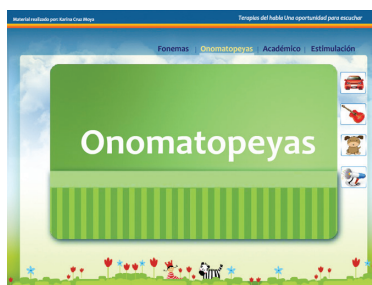 Material realizado por: Karina Cruz Moya
Terapias del habla Una oportunidad para escuchar
Fonemas | Onomatopeyas | Académico | Estimulación
Onomatopeyas